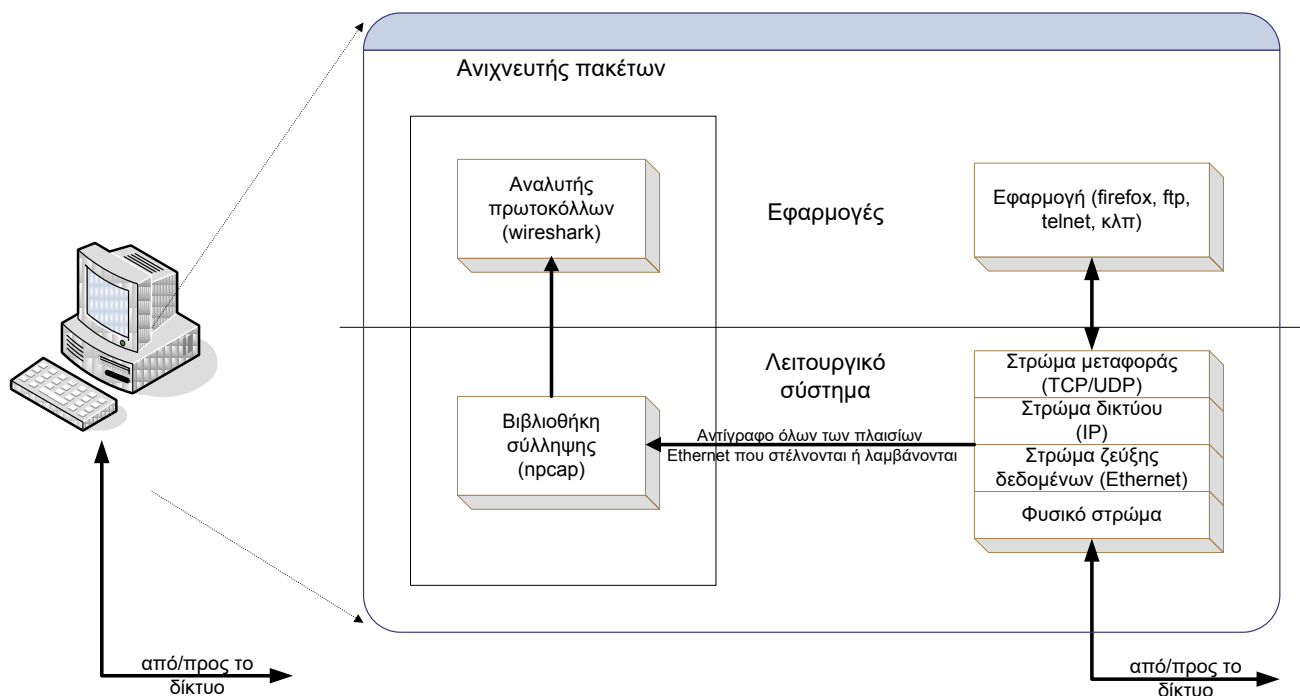 Ανιχνευτής πακέτων
Αναλυτής
πρωτοκόλλων
(wireshark)
Εφαρμογές
Εφαρμογή (firefox, ftp,
telnet, κλπ)
Λειτουργικό
σύστημα
Βιβλιοθήκη
σύλληψης
(npcap)
Αντίγραφο όλων των πλαισίων
Ethernet που στέλνονται ή λαμβάνονται
Στρώμα μεταφοράς
(TCP/UDP)
Στρώμα δικτύου
(IP)
Στρώμα ζεύξης
δεδομένων (Ethernet)
Φυσικό στρώμα
από/προς το
δίκτυο
από/προς το
δίκτυο